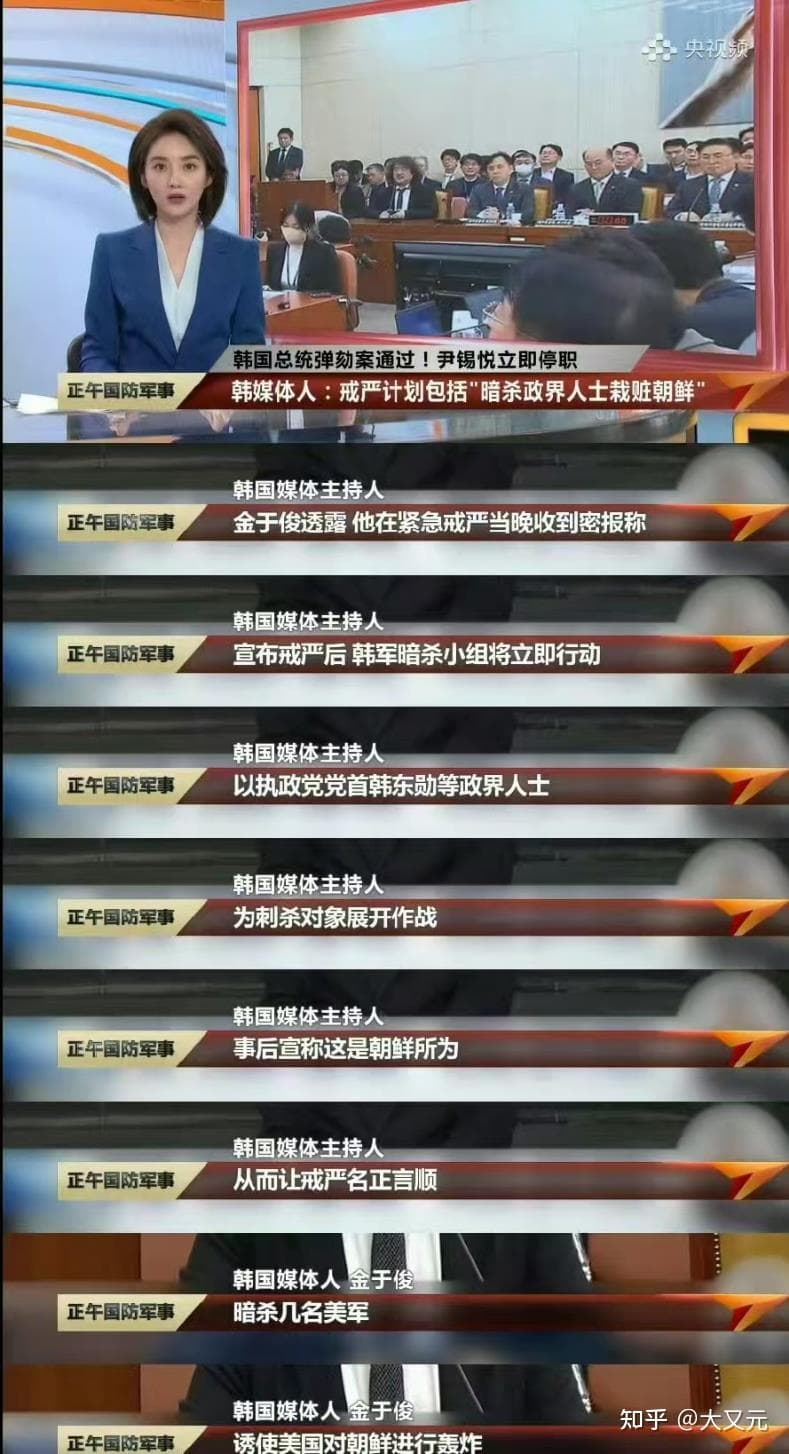 央视频
韩国总统弹劾案通过！尹锡悦立即停职
正午国防军事
韩媒体人：戒严计划包括"暗杀政界人士栽赃朝鲜"
韩国媒体主持人
正午国防军事
金于俊透露 他在紧急戒严当晚收到密报称
韩国媒体主持人
正午国防军事
宣布戒严后 韩军暗杀小组将立即行动
韩国媒体主持人
正午国防军事
以执政党党首韩东勋等政界人士
韩国媒体主持人
正午国防军事
为刺杀对象展开作战
韩国媒体主持人
正午国防军事
事后宣称这是朝鲜所为
韩国媒体主持人
正午国防军事
从而让戒严名正言顺
韩国媒体人 金于俊
正午国防军事
暗杀几名美军
韩国媒体人 金于俊
知乎 @大又元
正午国防军事
诱使美国对朝鲜进行轰炸